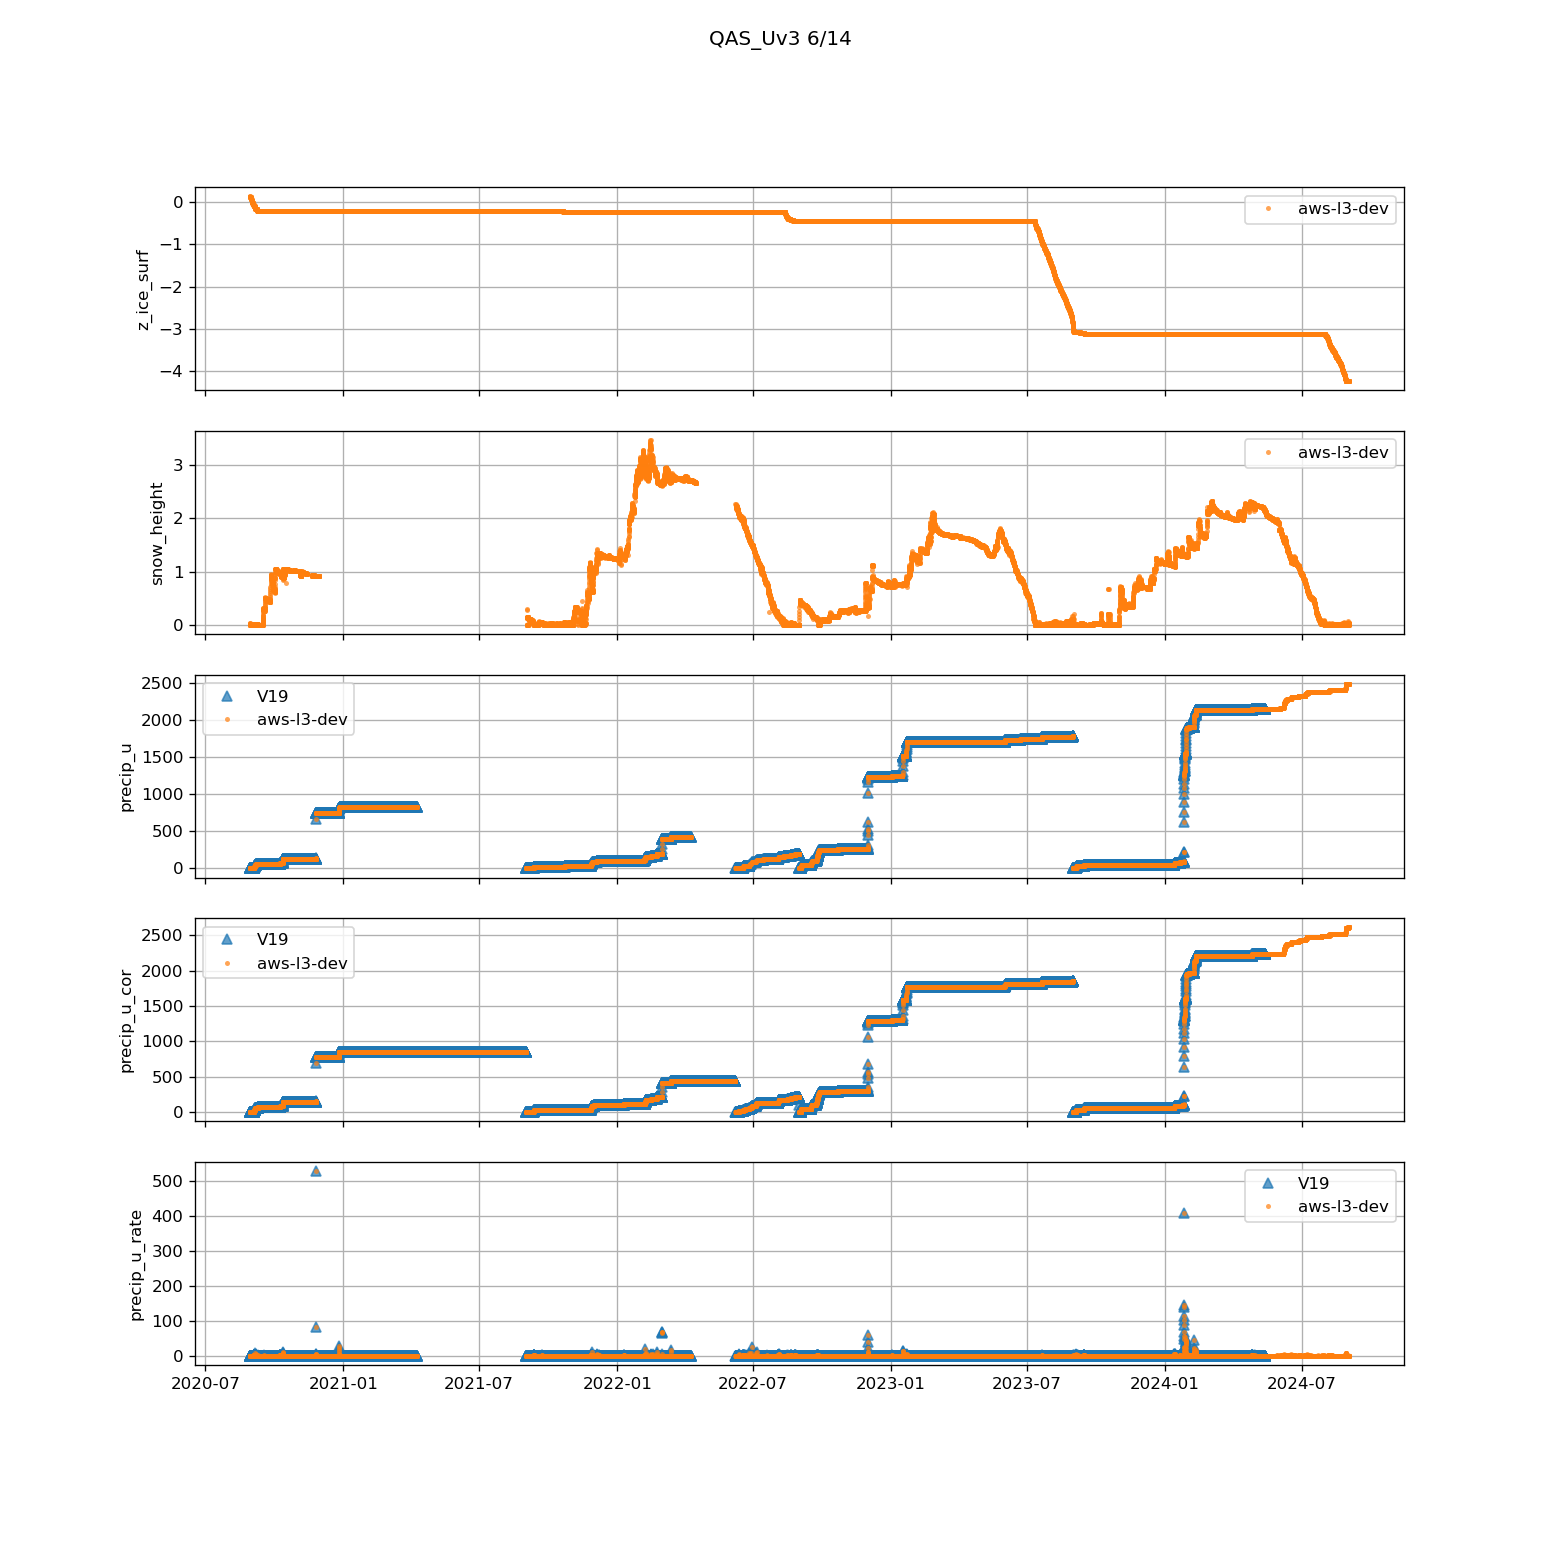 QAS_Uv3 6/14
0
−1
−2
−3
−4
z_ice_surf
aws-l3-dev
3
2
1
0
snow_height
aws-l3-dev
2500
2000
1500
1000
500
0
precip_u
V19
aws-l3-dev
2500
2000
1500
1000
500
0
precip_u_cor
V19
aws-l3-dev
500
400
300
200
100
0
precip_u_rate
V19
aws-l3-dev
2020-07 2021-01 2021-07 2022-01 2022-07 2023-01 2023-07 2024-01 2024-07